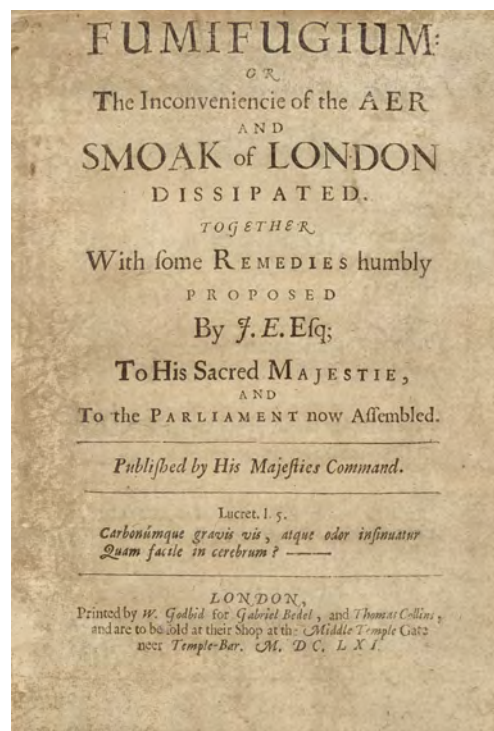 FUMIFUGIUM:
OR
The Inconveniencie of the AER
AND
SMOAK of LONDON
DISSIPATED.
TOGETHER
With ſome REMEDIES humbly
PROPOSED
By J. E. Eſq;
To His Sacred MAJESTIE,
AND
To the PARLIAMENT now Aſſembled.
Publiſhed by His Majeſties Command.
Lucret. l. 5.
Carbonúmque gravis vis, atque odor inſinuatur
Quam facile in cerebrum? ——
LONDON,
Printed by W. Godbid for Gabriel Bedel, and Thomas Collins,
and are to be ſold at their Shop at the Middle Temple Gate
neer Temple-Bar. M. D C. L X I.